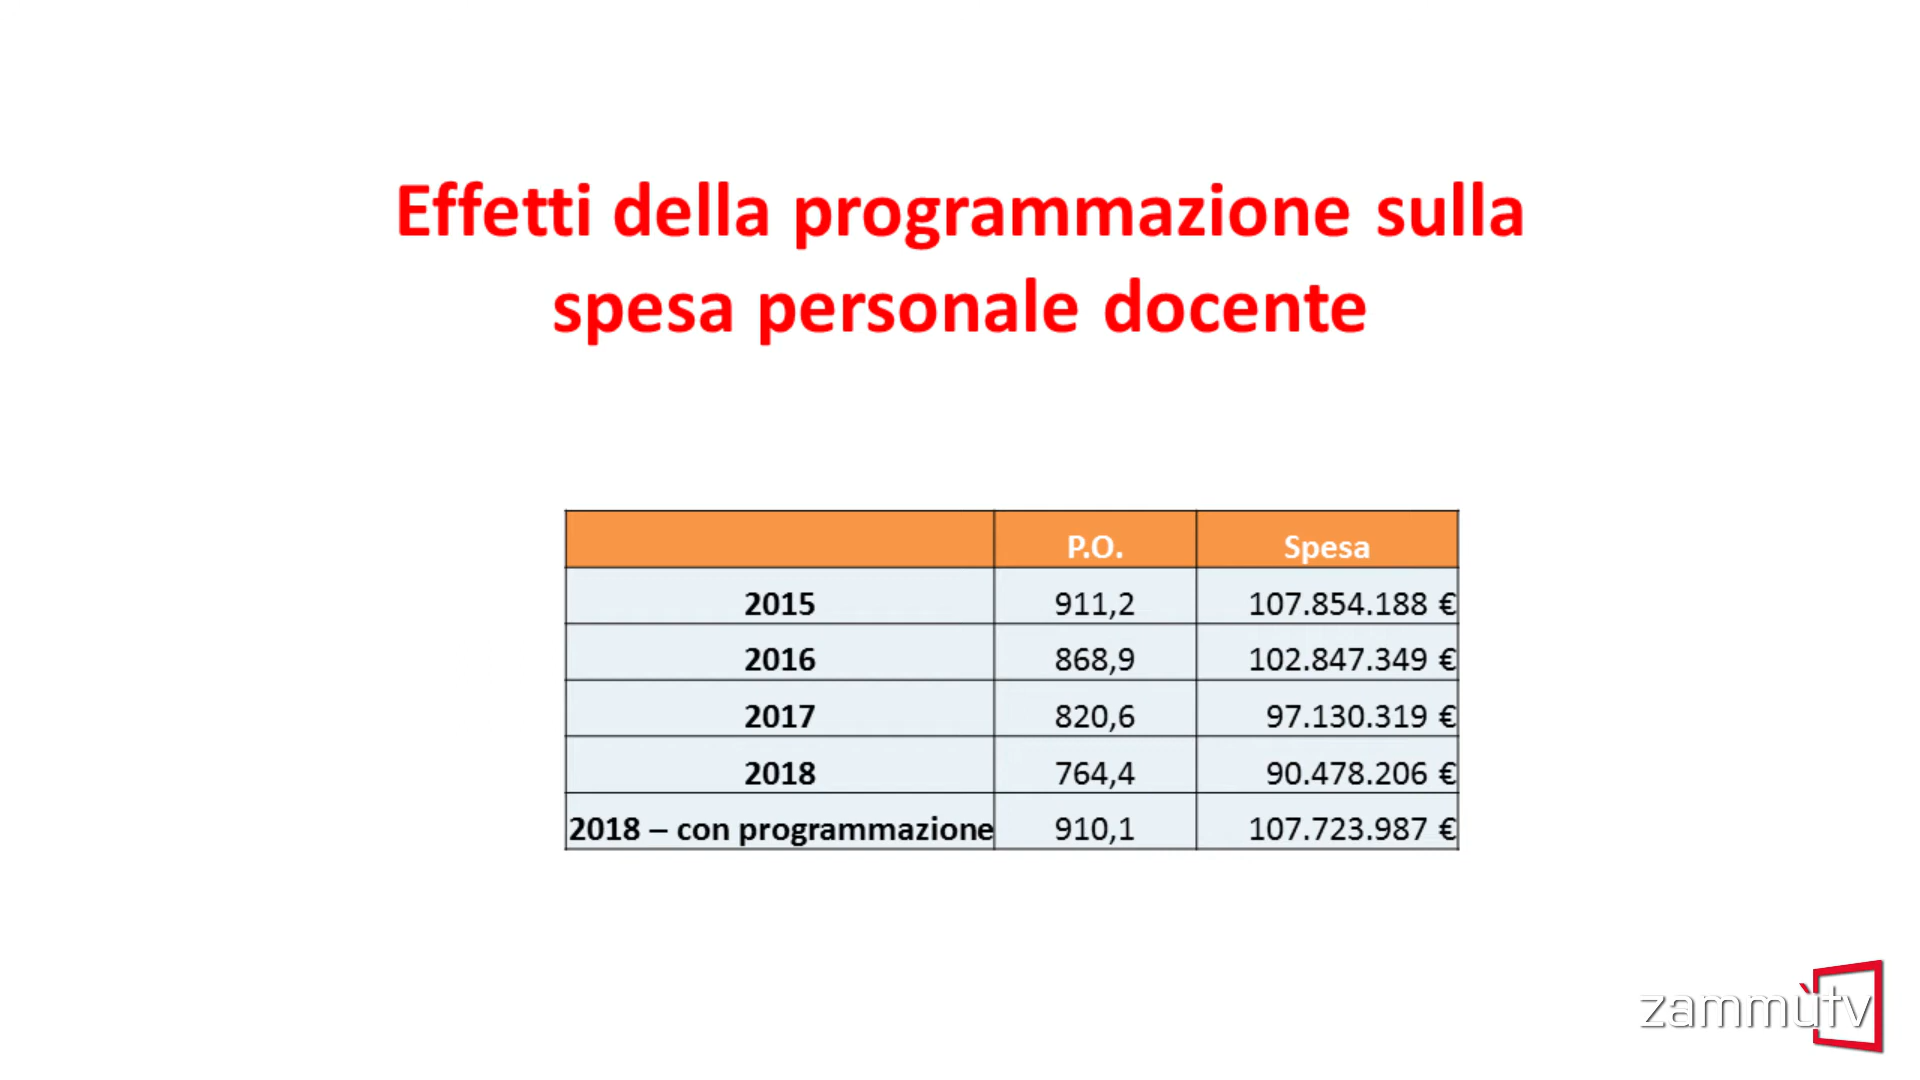 Effetti della programmazione sulla
spesa personale docente
P.O. Spesa
2015 911,2 107.854.188 €
2016 868,9 102.847.349 €
2017 820,6 97.130.319 €
2018 764,4 90.478.206 €
2018 – con programmazione 910,1 107.723.987 €
zammùtv